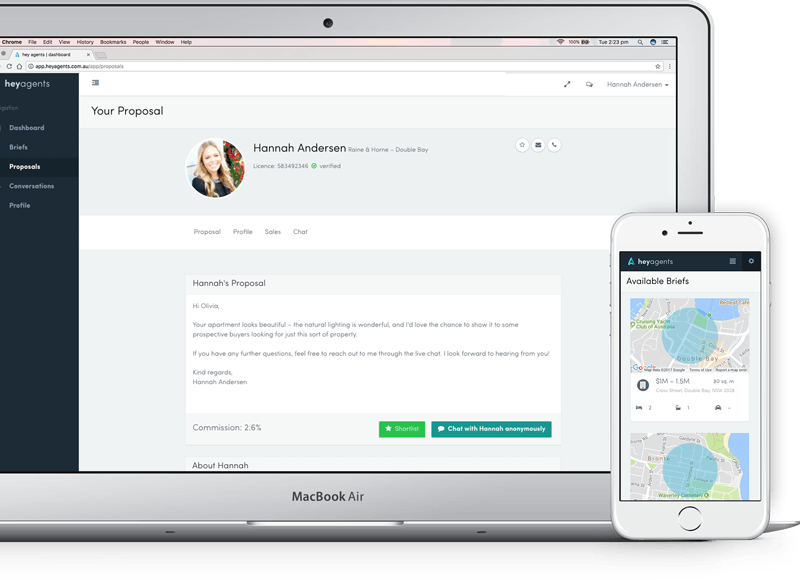 Chrome File Edit View History Bookmarks People Window Help 100% Tue 2:23 pm
hey agents | dashboard
app.heyagents.com.au/app/proposals
heyagents
Hannah Andersen
Your Proposal
Dashboard
Briefs
Proposals
Conversations
Profile
Hannah Andersen Raine & Horne – Double Bay
Licence: 583492346 verified
Proposal Profile Sales Chat
Hannah's Proposal
Hi Olivia,
Your apartment looks beautiful – the natural lighting is wonderful, and I'd love the chance to show it to some
prospective buyers looking for just this sort of property.
If you have any further questions, feel free to reach out to me through the live chat. I look forward to hearing from you!
Kind regards,
Hannah Andersen
Commission: 2.6%
Shortlist
Chat with Hannah anonymously
About Hannah
MacBook Air
heyagents
Available Briefs
Redleaf Cafe
Cruising Yacht
Club of Australia
Double Bay
Google
Map data ©2017 Google Terms of Use Report a map error
$1M – 1.5M 80 sq. m
Cross Street, Double Bay, NSW 2028
2 1 –
Bronte
Waverley Cemetery